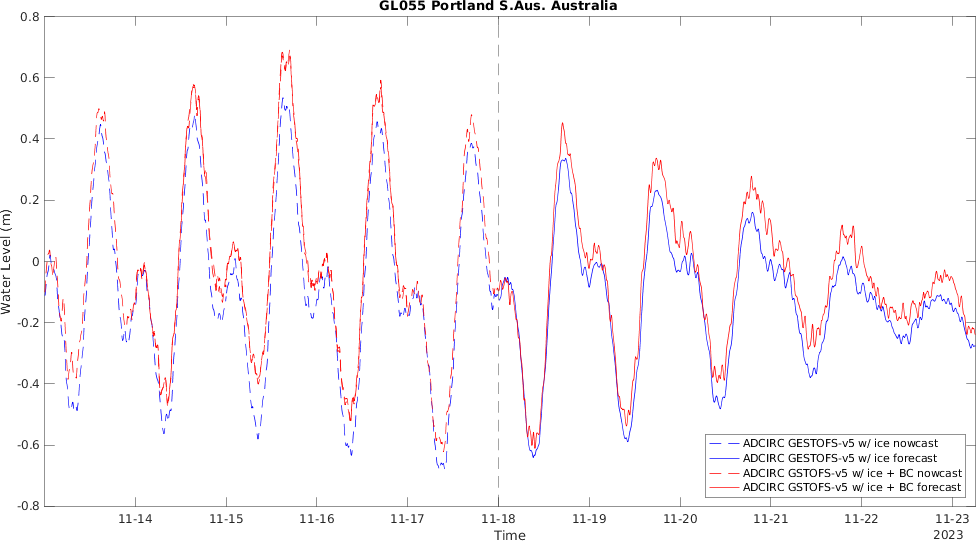 GL055 Portland S.Aus. Australia
0.8
0.6
0.4
0.2
0
-0.2
-0.4
-0.6
-0.8
Water Level (m)
ADCIRC GESTOFS-v5 w/ ice nowcast
ADCIRC GESTOFS-v5 w/ ice forecast
ADCIRC GSTOFS-v5 w/ ice + BC nowcast
ADCIRC GSTOFS-v5 w/ ice + BC forecast
11-14 11-15 11-16 11-17 11-18 11-19 11-20 11-21 11-22 11-23
Time
2023